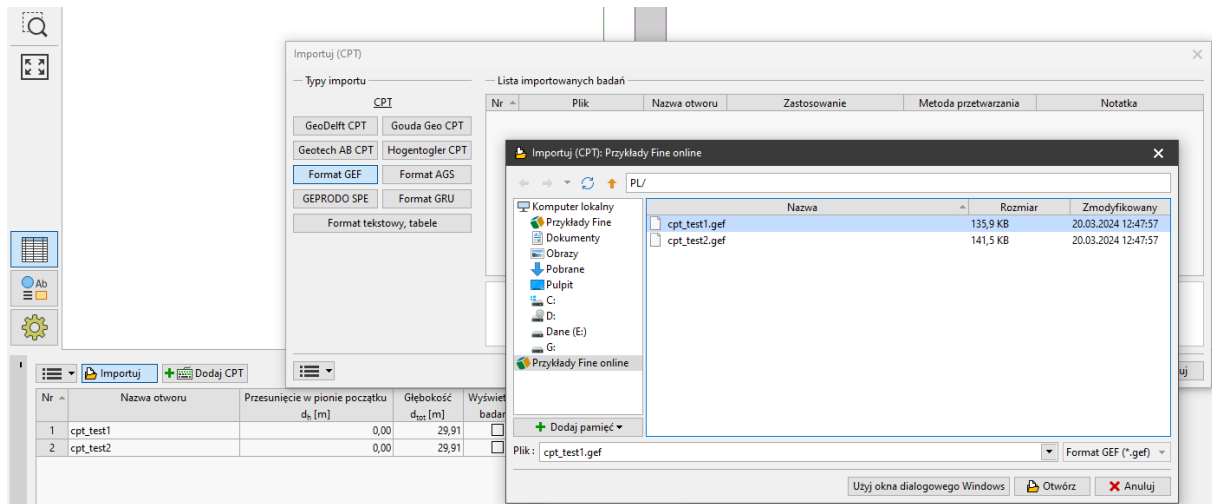 Importuj (CPT)
Typy importu
CPT
GeoDelft CPT Gouda Geo CPT
Geotech AB CPT Hogentogler CPT
Format GEF Format AGS
GEPRODO SPE Format GRU
Format tekstowy, tabele
Lista importowanych badań
Nr Plik Nazwa otworu Zastosowanie Metoda przetwarzania Notatka
Importuj (CPT): Przykłady Fine online
PL/
Komputer lokalny
Przykłady Fine
Dokumenty
Obrazy
Pobrane
Pulpit
C:
D:
Dane (E:)
G:
Przykłady Fine online
Dodaj pamięć
Nazwa Rozmiar Zmodyfikowany
cpt_test1.gef 135,9 KB 20.03.2024 12:47:57
cpt_test2.gef 141,5 KB 20.03.2024 12:47:57
Plik: cpt_test1.gef Format GEF (*.gef)
Użyj okna dialogowego Windows Otwórz Anuluj
uj
Ab
Importuj Dodaj CPT
Nr Nazwa otworu Przesunięcie w pionie początku Głębokość Wyświet
dh [m] dtot [m] badar
1 cpt_test1 0,00 29,91
2 cpt_test2 0,00 29,91